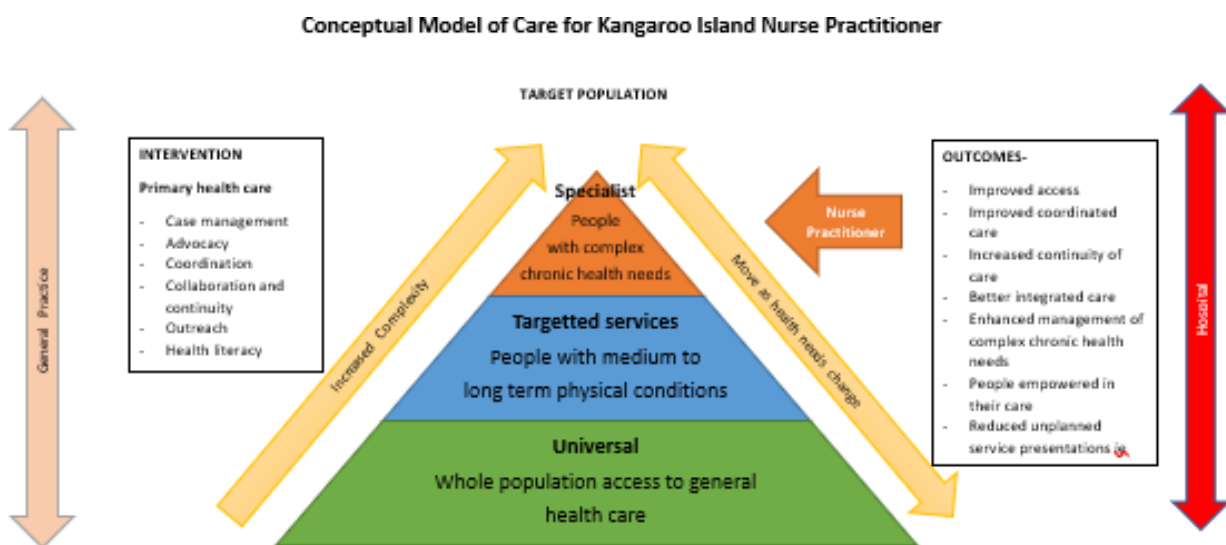 Conceptual Model of Care for Kangaroo Island Nurse Practitioner
TARGET POPULATION
General Practice
INTERVENTION
Primary health care
- Case management
- Advocacy
- Coordination
- Collaboration and
continuity
- Outreach
- Health literacy
Increased Complexity
Specialist
People
with complex
chronic health needs
Targetted services
People with medium to
long term physical conditions
Universal
Whole population access to general
health care
Move as health needs change
Nurse
Practitioner
OUTCOMES-
- Improved access
- Improved coordinated
care
- Increased continuity of
care
- Better integrated care
- Enhanced management of
complex chronic health
needs
- People empowered in
their care
- Reduced unplanned
service presentations ie
Hospital